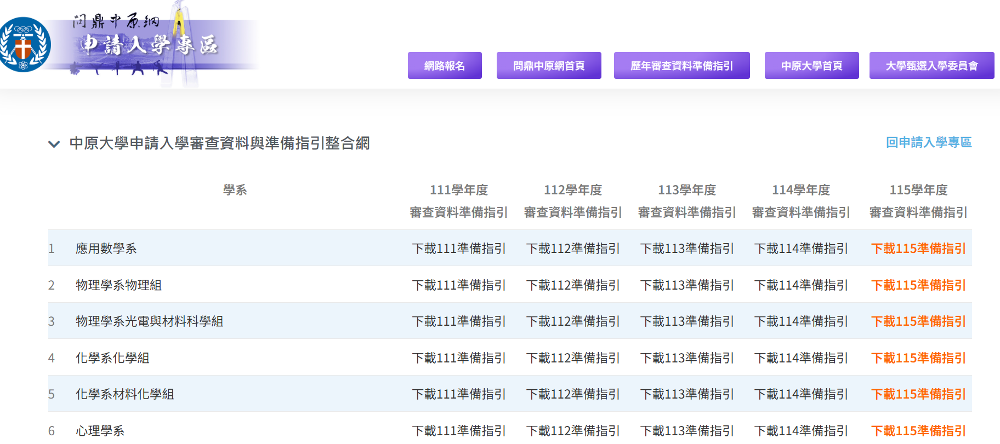 問鼎中原網
申請入學專區
網路報名 問鼎中原網首頁 歷年審查資料準備指引 中原大學首頁 大學甄選入學委員會
中原大學申請入學審查資料與準備指引整合網 回申請入學專區
學系 111學年度 112學年度 113學年度 114學年度 115學年度
審查資料準備指引 審查資料準備指引 審查資料準備指引 審查資料準備指引 審查資料準備指引
1 應用數學系 下載111準備指引 下載112準備指引 下載113準備指引 下載114準備指引 下載115準備指引
2 物理學系物理組 下載111準備指引 下載112準備指引 下載113準備指引 下載114準備指引 下載115準備指引
3 物理學系光電與材料科學組 下載111準備指引 下載112準備指引 下載113準備指引 下載114準備指引 下載115準備指引
4 化學系化學組 下載111準備指引 下載112準備指引 下載113準備指引 下載114準備指引 下載115準備指引
5 化學系材料化學組 下載111準備指引 下載112準備指引 下載113準備指引 下載114準備指引 下載115準備指引
6 心理學系 下載111準備指引 下載112準備指引 下載113準備指引 下載114準備指引 下載115準備指引